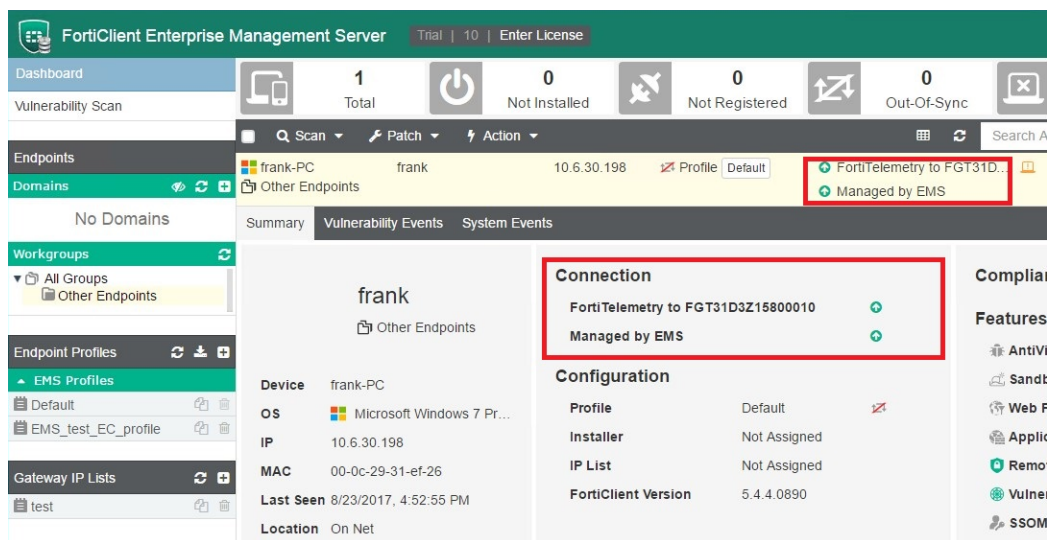 FortiClient Enterprise Management Server Trial | 10 | Enter License
Dashboard
Vulnerability Scan
1 0 0 0
Total Not Installed Not Registered Out-Of-Sync
Scan Patch Action Search A
Endpoints
Domains
No Domains
Workgroups
All Groups
Other Endpoints
Endpoint Profiles
EMS Profiles
Default
EMS_test_EC_profile
Gateway IP Lists
test
frank-PC frank 10.6.30.198 Profile Default FortiTelemetry to FGT31D...
Other Endpoints Managed by EMS
Summary Vulnerability Events System Events
frank
Other Endpoints
Device frank-PC
OS Microsoft Windows 7 Pr...
IP 10.6.30.198
MAC 00-0c-29-31-ef-26
Last Seen 8/23/2017, 4:52:55 PM
Location On Net
Connection
FortiTelemetry to FGT31D3Z15800010
Managed by EMS
Configuration
Profile Default
Installer Not Assigned
IP List Not Assigned
FortiClient Version 5.4.4.0890
Complian
Features
AntiVi
Sandb
Web F
Applic
Remov
Vulner
SSOM